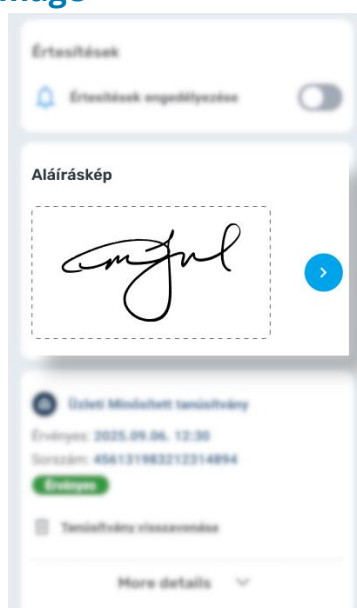 Értesítések
Értesítések engedélyezése
Aláíráskép
Üzleti Minősített tanúsítvány
Érvényes: 2025.09.06. 12:30
Sorszám: 456131983212314894
Érvényes
Tanúsítvány visszavonása
More details